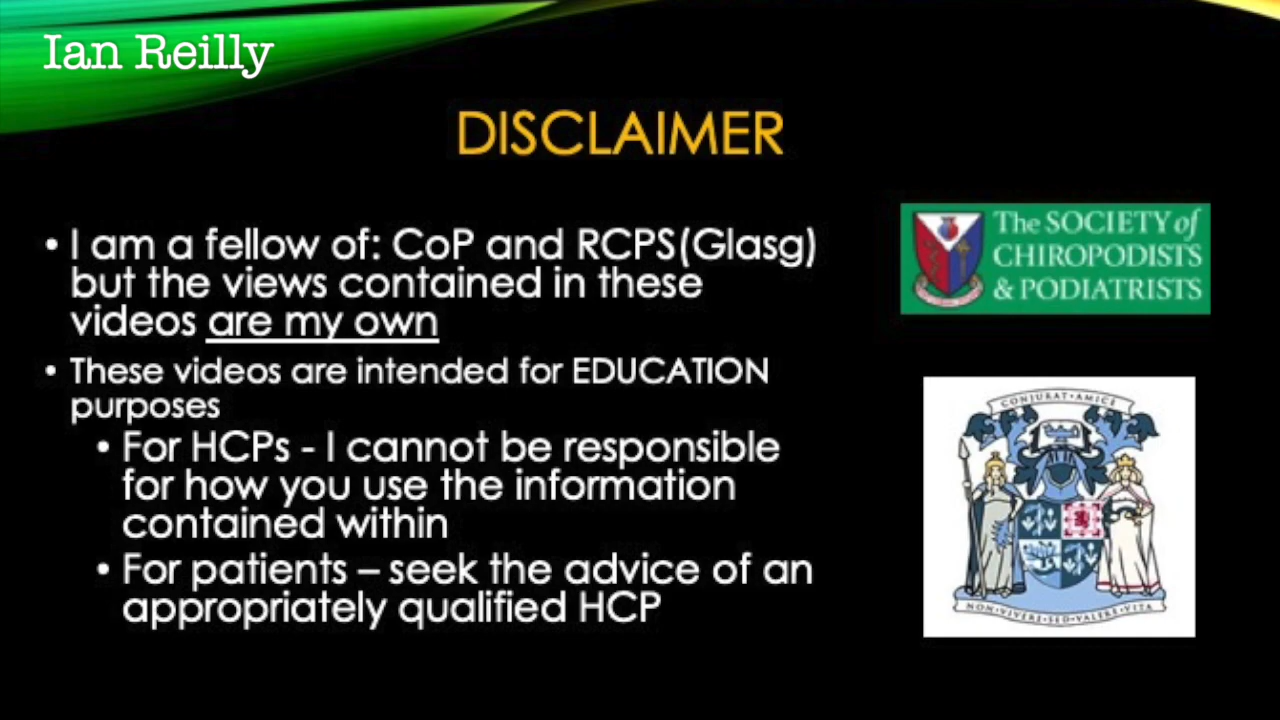 Ian Reilly
DISCLAIMER
• I am a fellow of: CoP and RCPS(Glasg)
but the views contained in these
videos are my own
• These videos are intended for EDUCATION
purposes
• For HCPs - I cannot be responsible
for how you use the information
contained within
• For patients – seek the advice of an
appropriately qualified HCP
The SOCIETY of
CHIROPODISTS
& PODIATRISTS
CONJURAT·AMICE
NON·VIVERE·SED·VALERE·VITA